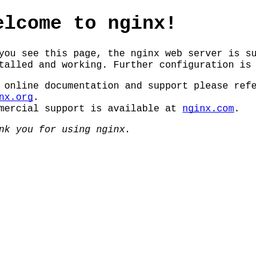 elcome to nginx!
you see this page, the nginx web server is su
talled and working. Further configuration is
online documentation and support please refe
nx.org.
mercial support is available at nginx.com.
nk you for using nginx.